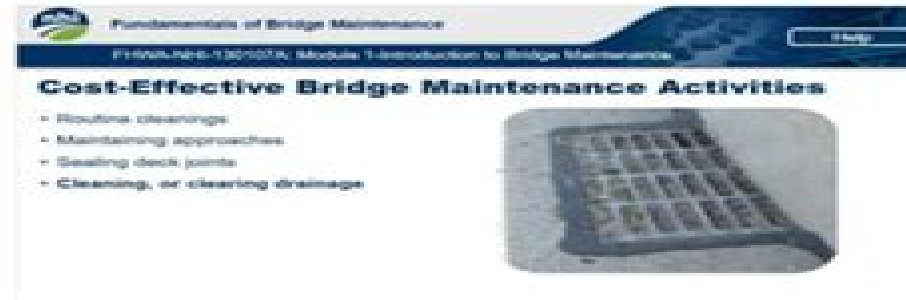 Fundamentals of Bridge Maintenance
Help
FHWA-NHI-130107A: Module 1-Introduction to Bridge Maintenance
Cost-Effective Bridge Maintenance Activities
• Routine cleanings
• Maintaining approaches
• Sealing deck joints
• Cleaning, or clearing drainage